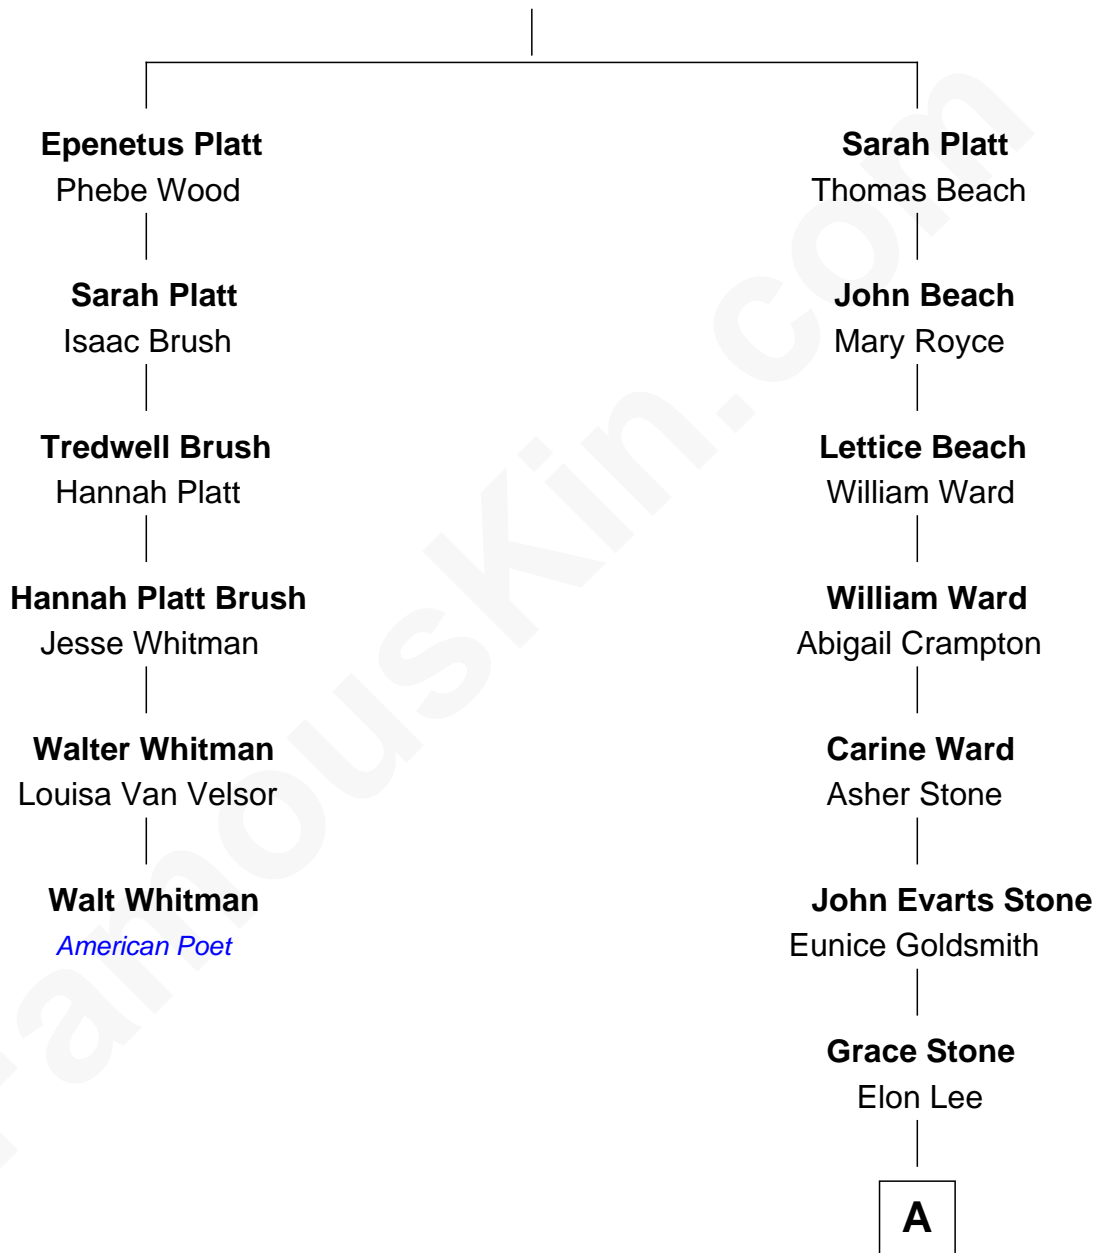 Epenetus Platt
Phebe Wood
Sarah Platt
Isaac Brush
Tredwell Brush
Hannah Platt
Hannah Platt Brush
Jesse Whitman
Walter Whitman
Louisa Van Velsor
Walt Whitman
American Poet
Sarah Platt
Thomas Beach
John Beach
Mary Royce
Lettice Beach
William Ward
William Ward
Abigail Crampton
Carine Ward
Asher Stone
John Evarts Stone
Eunice Goldsmith
Grace Stone
Elon Lee
A
FamousKin.com